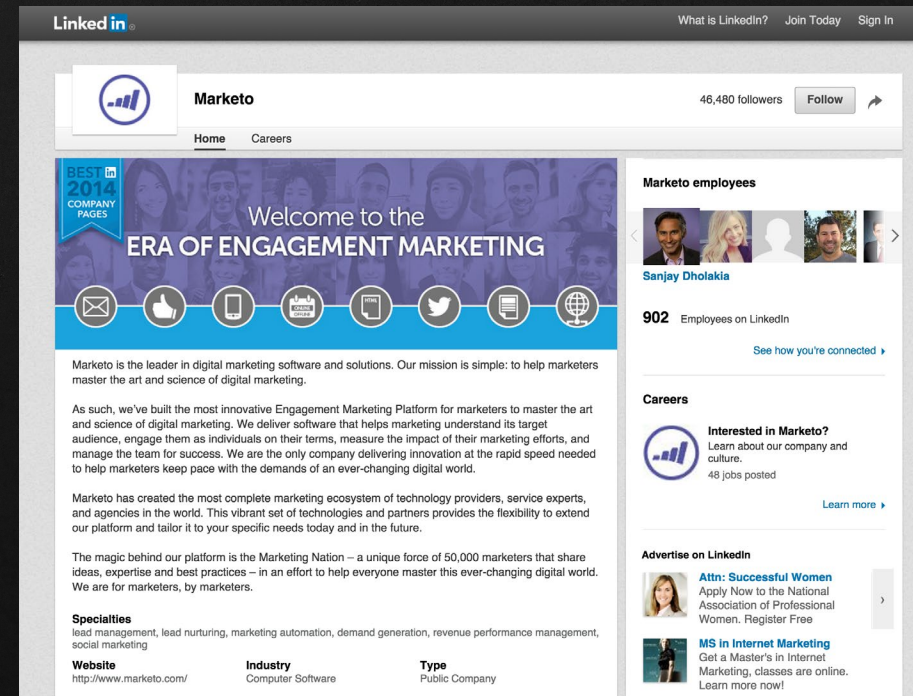 Linked in ®
What is LinkedIn? Join Today Sign In
Marketo
46,480 followers Follow
Home Careers
BEST in
2014
COMPANY
PAGES
Welcome to the
ERA OF ENGAGEMENT MARKETING
ONLINE
OFFLINE
HTML
Marketo is the leader in digital marketing software and solutions. Our mission is simple: to help marketers
master the art and science of digital marketing.
As such, we've built the most innovative Engagement Marketing Platform for marketers to master the art
and science of digital marketing. We deliver software that helps marketing understand its target
audience, engage them as individuals on their terms, measure the impact of their marketing efforts, and
manage the team for success. We are the only company delivering innovation at the rapid speed needed
to help marketers keep pace with the demands of an ever-changing digital world.
Marketo has created the most complete marketing ecosystem of technology providers, service experts,
and agencies in the world. This vibrant set of technologies and partners provides the flexibility to extend
our platform and tailor it to your specific needs today and in the future.
The magic behind our platform is the Marketing Nation – a unique force of 50,000 marketers that share
ideas, expertise and best practices – in an effort to help everyone master this ever-changing digital world.
We are for marketers, by marketers.
Specialties
lead management, lead nurturing, marketing automation, demand generation, revenue performance management,
social marketing
Website Industry Type
http://www.marketo.com/ Computer Software Public Company
Marketo employees
Sanjay Dholakia
902 Employees on LinkedIn
See how you're connected
Careers
Interested in Marketo?
Learn about our company and
culture.
48 jobs posted
Learn more
Advertise on LinkedIn
Attn: Successful Women
Apply Now to the National
Association of Professional
Women. Register Free
MS in Internet Marketing
Get a Master's in Internet
Marketing, classes are online.
Learn more now!